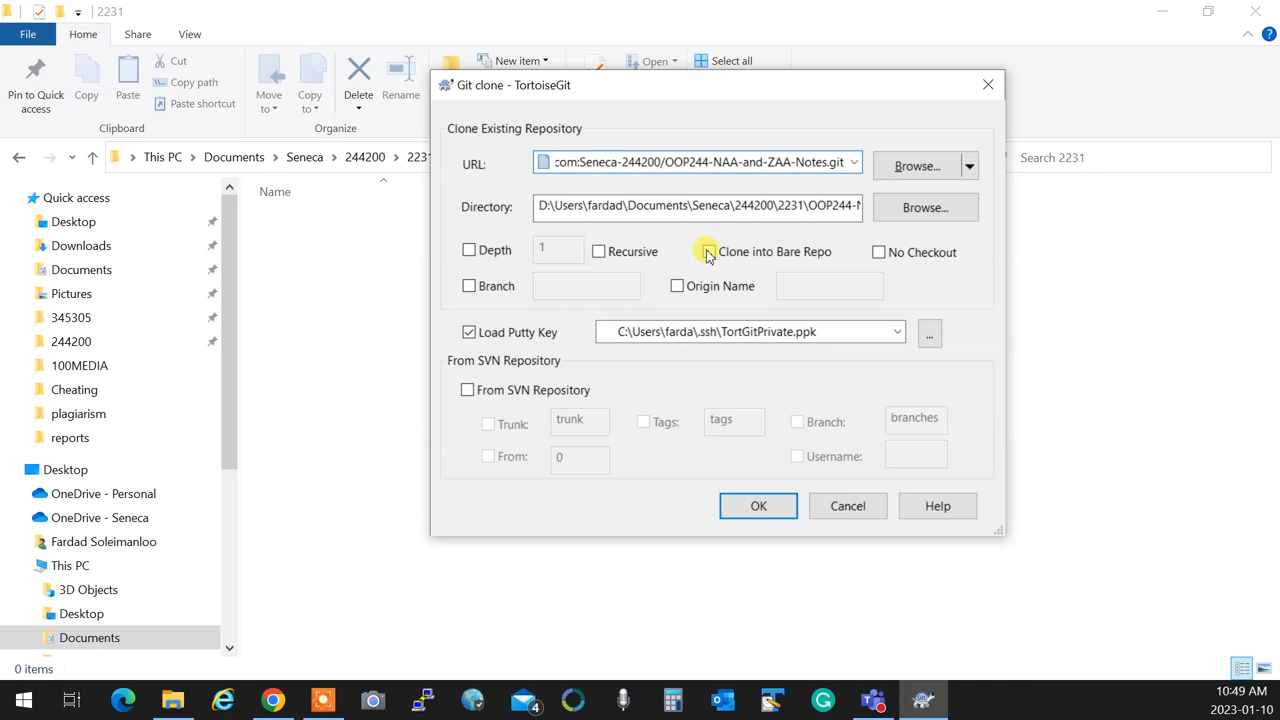 2231
File
Home
Share
View
Pin to Quick access
Copy
Paste
Cut
Copy path
Paste shortcut
Clipboard
Move to
Copy to
Delete
Rename
Organize
New item
Open
Select all
This PC > Documents > Seneca > 244200 >
Search 2231
Name
Quick access
Desktop
Downloads
Documents
Pictures
345305
244200
100MEDIA
Cheating
plagiarism
reports
Desktop
OneDrive - Personal
OneDrive - Seneca
Fardad Soleimanloo
This PC
3D Objects
Desktop
Documents
0 items
Git clone - TortoiseGit
Clone Existing Repository
URL: com:Seneca-244200/OOP244-NAA-and-ZAA-Notes.git Browse...
Directory: D:\Users\fardad\Documents\Seneca\244200\2231\OOP244-N Browse...
Depth 1 Recursive Clone into Bare Repo No Checkout
Branch Origin Name
Load Putty Key C:\Users\farda\.ssh\TortGitPrivate.ppk ...
From SVN Repository
From SVN Repository
Trunk: trunk Tags: tags Branch: branches
From: 0 Username:
OK Cancel Help
4
10:49 AM
2023-01-10